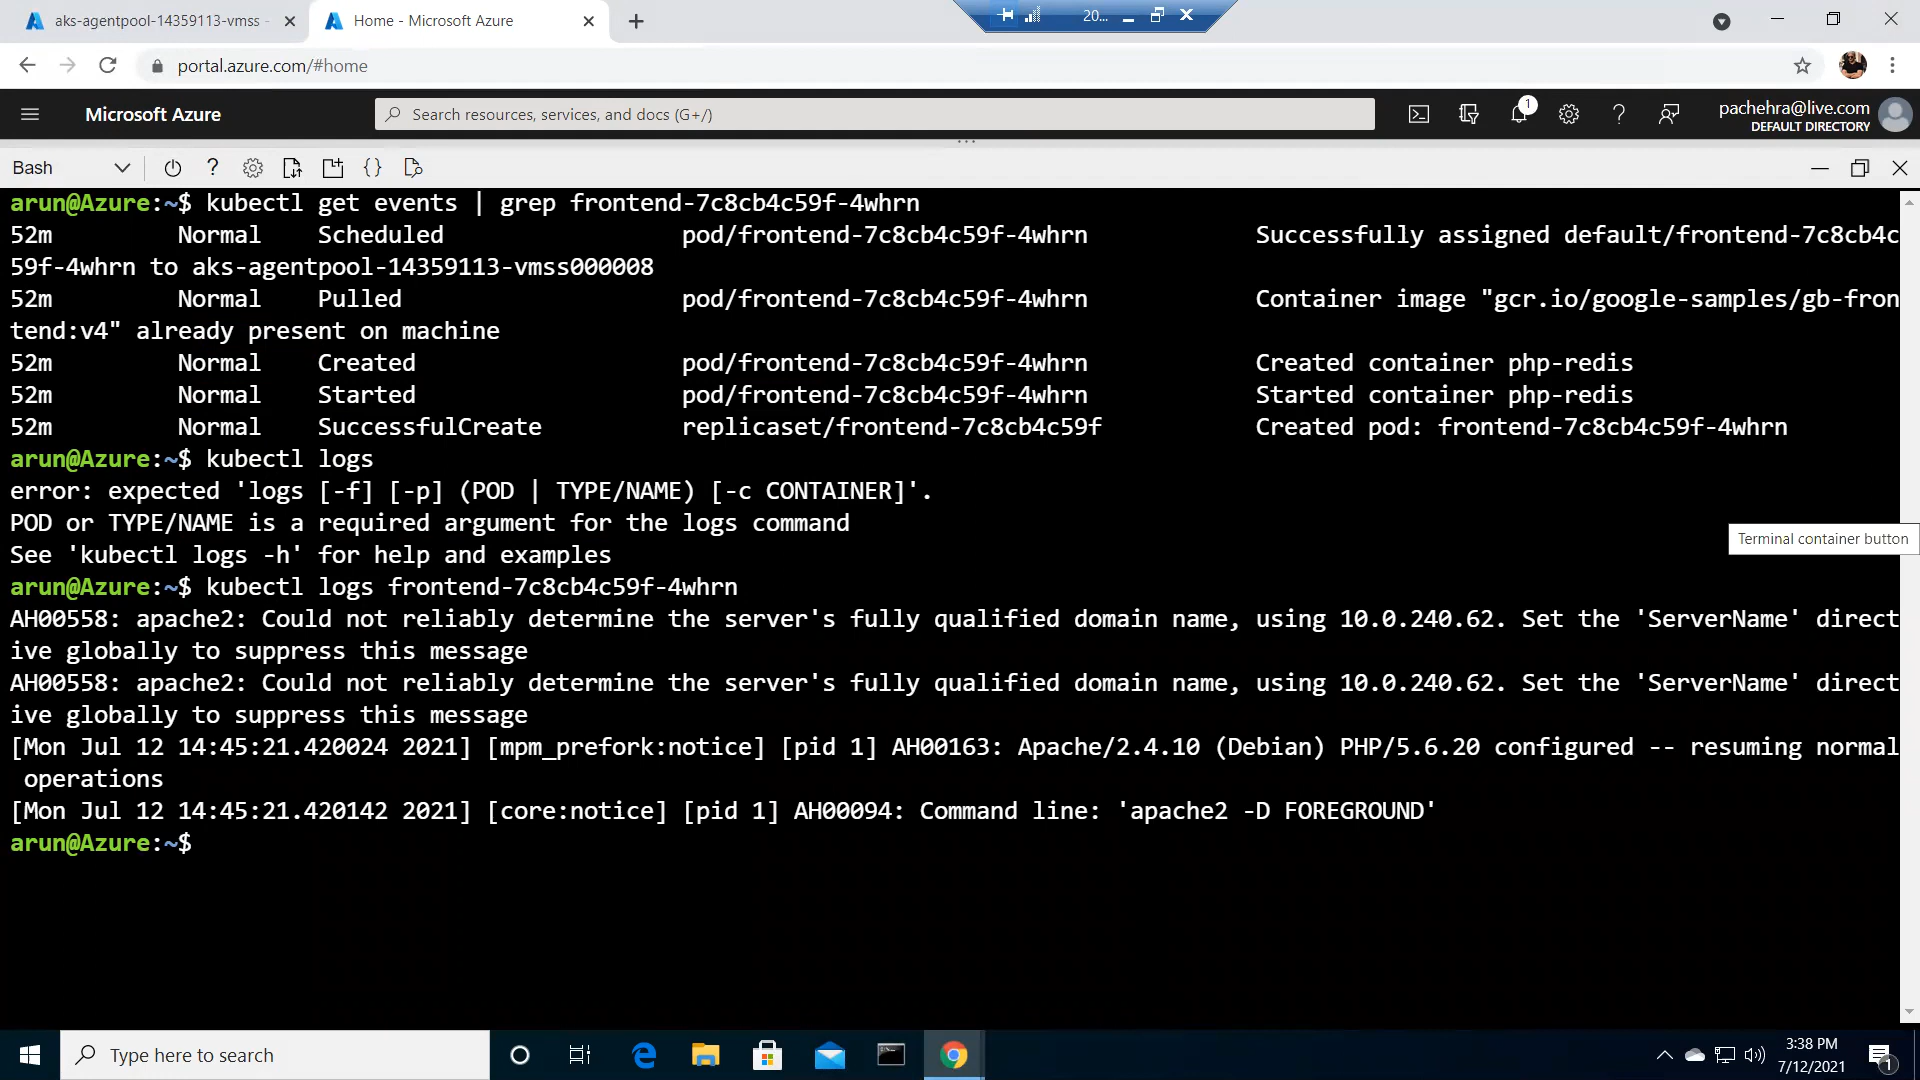 aks-agentpool-14359113-vmss -
Home - Microsoft Azure
20...
portal.azure.com/#home
Microsoft Azure
Search resources, services, and docs (G+/)
1
pachehra@live.com
DEFAULT DIRECTORY
Bash
arun@Azure:~$ kubectl get events | grep frontend-7c8cb4c59f-4whrn
52m Normal Scheduled pod/frontend-7c8cb4c59f-4whrn Successfully assigned default/frontend-7c8cb4c
59f-4whrn to aks-agentpool-14359113-vmss000008
52m Normal Pulled pod/frontend-7c8cb4c59f-4whrn Container image "gcr.io/google-samples/gb-fron
tend:v4" already present on machine
52m Normal Created pod/frontend-7c8cb4c59f-4whrn Created container php-redis
52m Normal Started pod/frontend-7c8cb4c59f-4whrn Started container php-redis
52m Normal SuccessfulCreate replicaset/frontend-7c8cb4c59f Created pod: frontend-7c8cb4c59f-4whrn
arun@Azure:~$ kubectl logs
error: expected 'logs [-f] [-p] (POD | TYPE/NAME) [-c CONTAINER]'.
POD or TYPE/NAME is a required argument for the logs command
Terminal container button
See 'kubectl logs -h' for help and examples
arun@Azure:~$ kubectl logs frontend-7c8cb4c59f-4whrn
AH00558: apache2: Could not reliably determine the server's fully qualified domain name, using 10.0.240.62. Set the 'ServerName' direct
ive globally to suppress this message
AH00558: apache2: Could not reliably determine the server's fully qualified domain name, using 10.0.240.62. Set the 'ServerName' direct
ive globally to suppress this message
[Mon Jul 12 14:45:21.420024 2021] [mpm_prefork:notice] [pid 1] AH00163: Apache/2.4.10 (Debian) PHP/5.6.20 configured -- resuming normal
operations
[Mon Jul 12 14:45:21.420142 2021] [core:notice] [pid 1] AH00094: Command line: 'apache2 -D FOREGROUND'
arun@Azure:~$
Type here to search
3:38 PM
7/12/2021
1